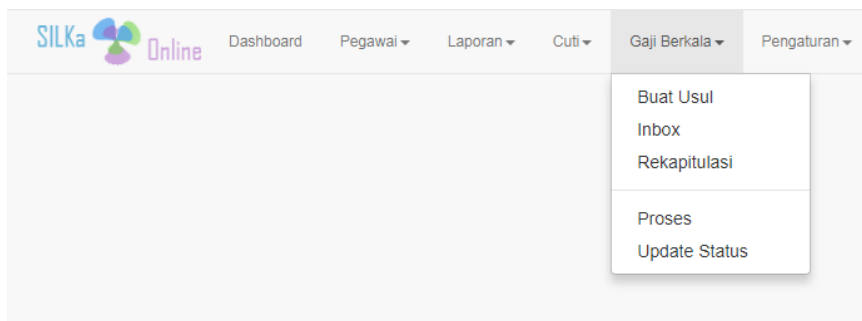 SILKa Online Dashboard Pegawai Laporan Cuti Gaji Berkala Pengaturan
Buat Usul
Inbox
Rekapitulasi
Proses
Update Status